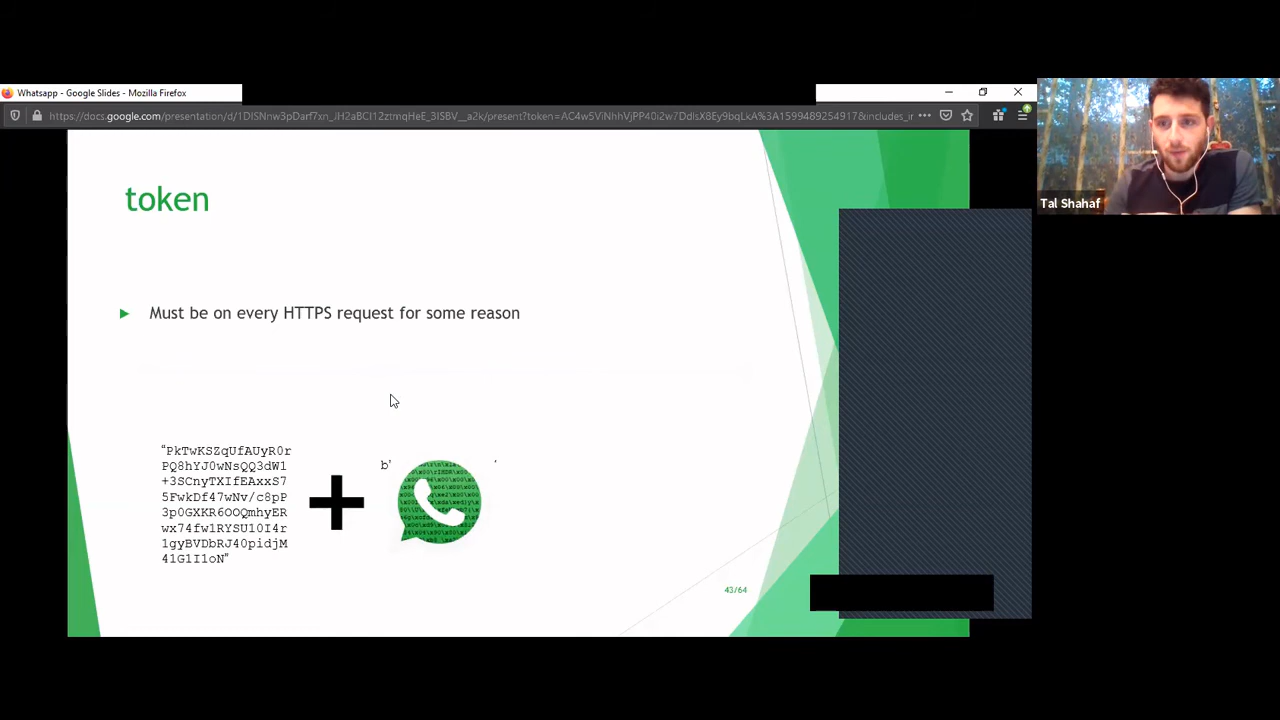 Whatsapp - Google Slides - Mozilla Firefox
Tal Shahaf
token
Must be on every HTTPS request for some reason
"PkTwKSZqUfAUyR0r
PQ8hYJ0wNsQQ3dW1
+3SCnyTXIfEAxxS7
5FwkDf47wNv/c8pP
3p0GXKR6OOQmhyER
wx74fw1RYSU10I4r
1gyBVDbRJ40pidjM
41G1I1oN"
b'
'
43/64